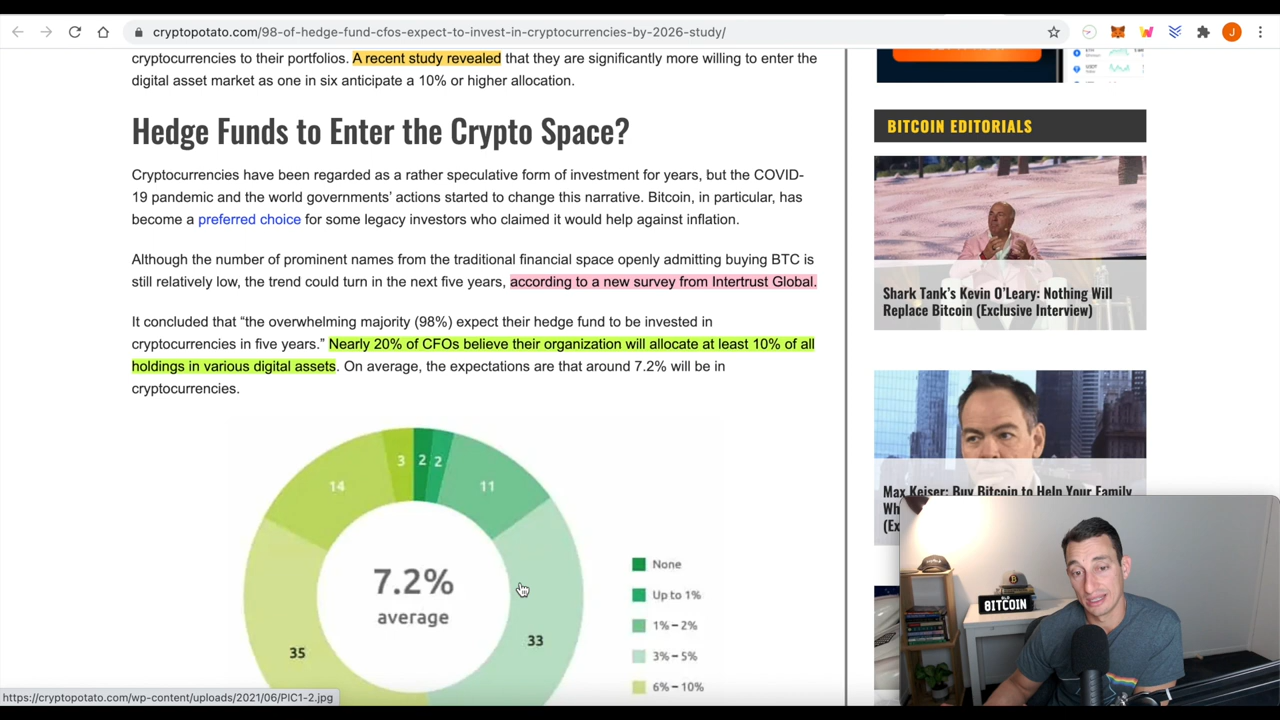 cryptopotato.com/98-of-hedge-fund-cfos-expect-to-invest-in-cryptocurrencies-by-2026-study/
J
cryptocurrencies to their portfolios. A recent study revealed that they are significantly more willing to enter the
digital asset market as one in six anticipate a 10% or higher allocation.
Hedge Funds to Enter the Crypto Space?
Cryptocurrencies have been regarded as a rather speculative form of investment for years, but the COVID-
19 pandemic and the world governments’ actions started to change this narrative. Bitcoin, in particular, has
become a preferred choice for some legacy investors who claimed it would help against inflation.
Although the number of prominent names from the traditional financial space openly admitting buying BTC is
still relatively low, the trend could turn in the next five years, according to a new survey from Intertrust Global.
It concluded that “the overwhelming majority (98%) expect their hedge fund to be invested in
cryptocurrencies in five years.” Nearly 20% of CFOs believe their organization will allocate at least 10% of all
holdings in various digital assets. On average, the expectations are that around 7.2% will be in
cryptocurrencies.
3
2
2
14
11
7.2%
average
35
33
None
Up to 1%
1% – 2%
3% – 5%
6% – 10%
https://cryptopotato.com/wp-content/uploads/2021/06/PIC1-2.jpg
BITCOIN EDITORIALS
Shark Tank’s Kevin O’Leary: Nothing Will
Replace Bitcoin (Exclusive Interview)
Max Keiser: Buy Bitcoin to Help Your Family
Wh
(Ex
BITCOIN